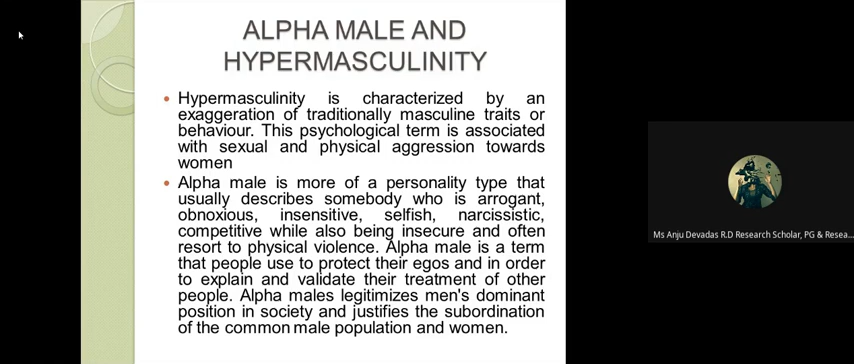 ALPHA MALE AND
HYPERMASCULINITY
Hypermasculinity is characterized by an
exaggeration of traditionally masculine traits or
behaviour. This psychological term is associated
with sexual and physical aggression towards
women
Alpha male is more of a personality type that
usually describes somebody who is arrogant,
obnoxious, insensitive, selfish, narcissistic,
competitive while also being insecure and often
resort to physical violence. Alpha male is a term
that people use to protect their egos and in order
to explain and validate their treatment of other
people. Alpha males legitimizes men's dominant
position in society and justifies the subordination
of the common male population and women.
Ms Anju Devadas R.D Research Scholar, PG & Resea...